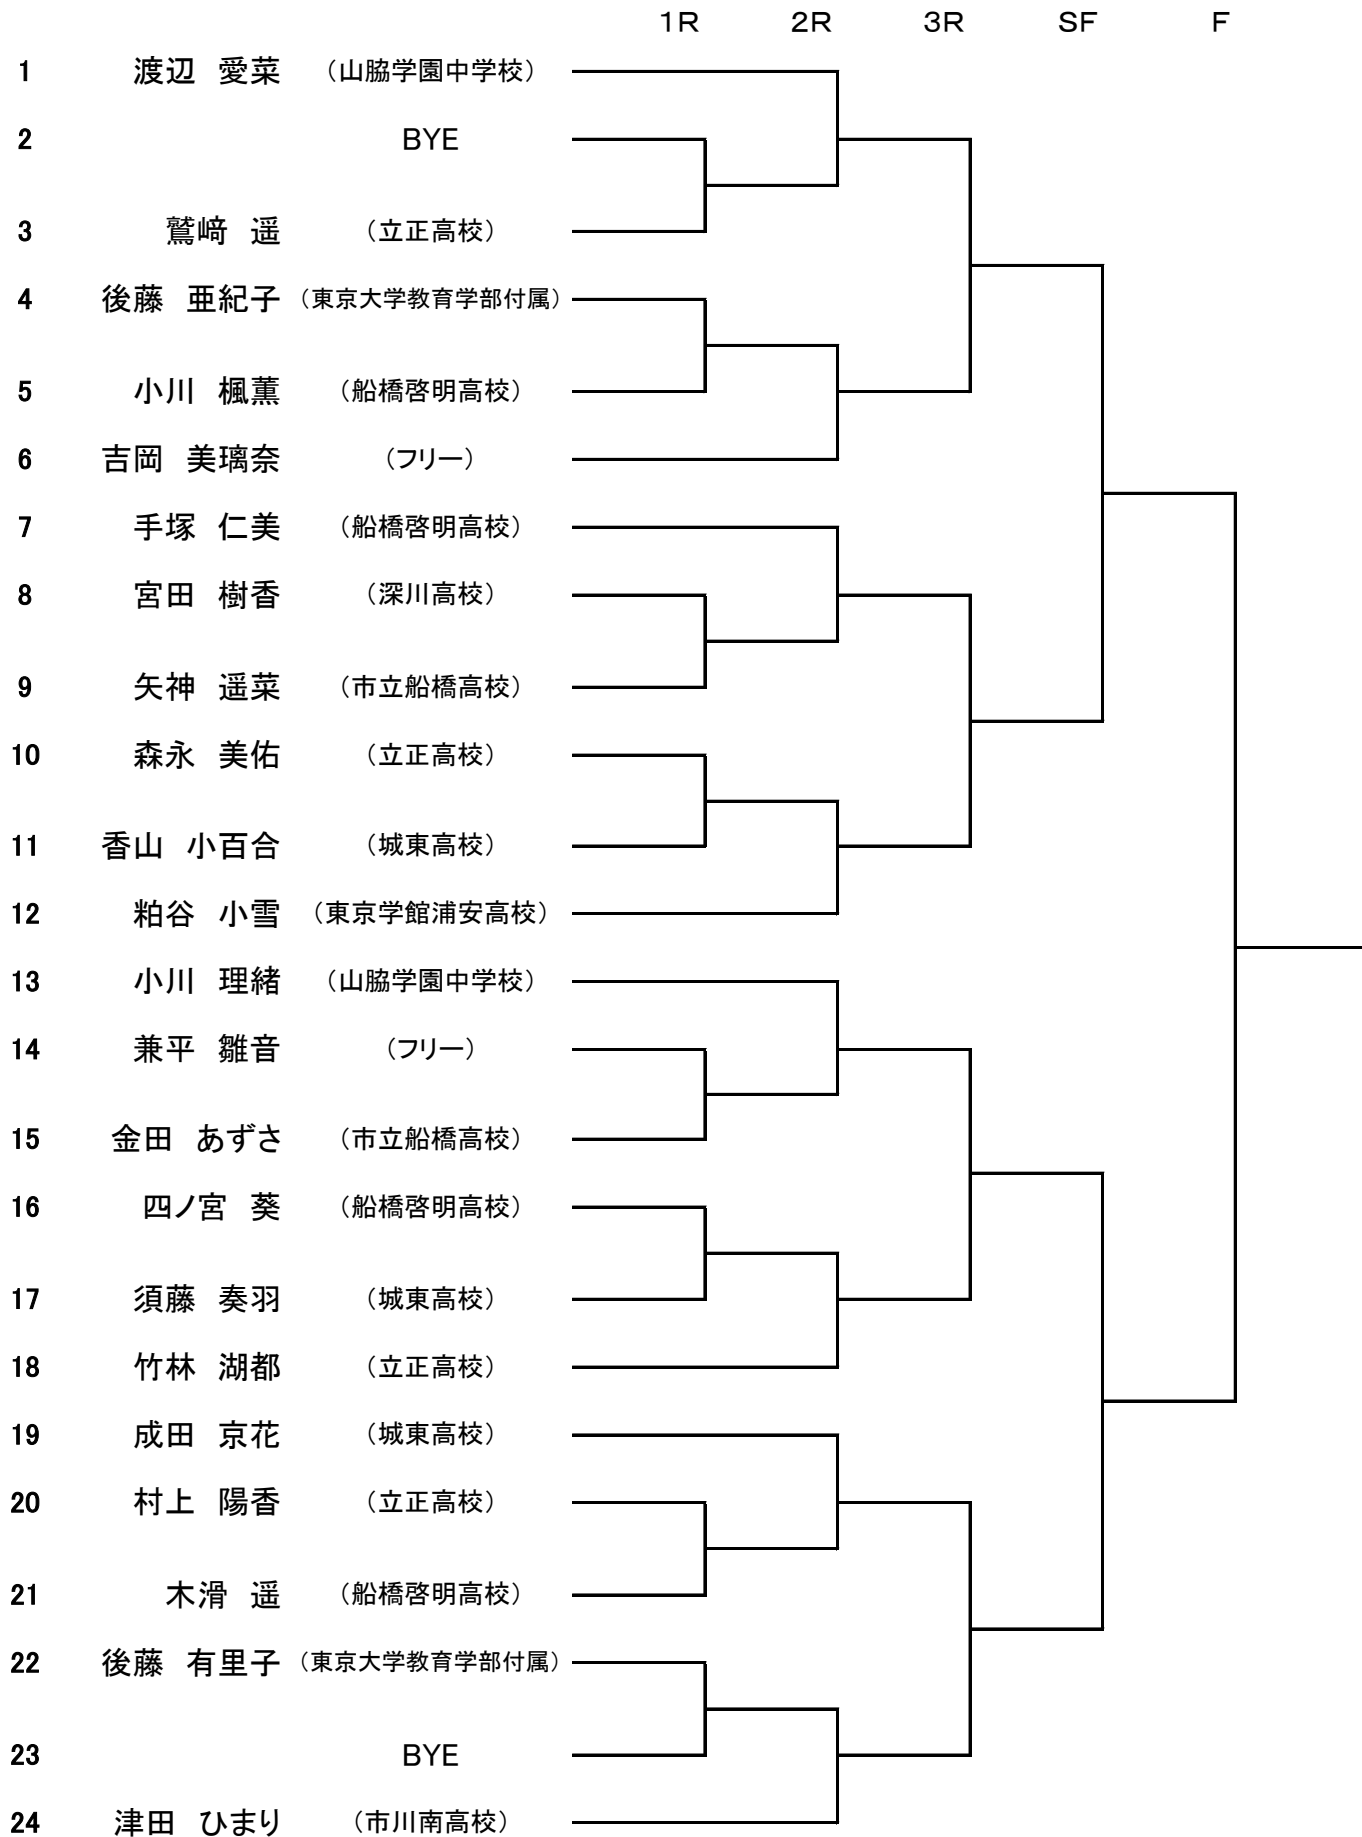 1R 2R 3R SF F
1 渡辺 愛菜 （山脇学園中学校）
2 BYE
3 鷲﨑 遥 （立正高校）
4 後藤 亜紀子 （東京大学教育学部付属）
5 小川 楓薫 （船橋啓明高校）
6 吉岡 美璃奈 （フリー）
7 手塚 仁美 （船橋啓明高校）
8 宮田 樹香 （深川高校）
9 矢神 遥菜 （市立船橋高校）
10 森永 美佑 （立正高校）
11 香山 小百合 （城東高校）
12 粕谷 小雪 （東京学館浦安高校）
13 小川 理緒 （山脇学園中学校）
14 兼平 雛音 （フリー）
15 金田 あずさ （市立船橋高校）
16 四ノ宮 葵 （船橋啓明高校）
17 須藤 奏羽 （城東高校）
18 竹林 湖都 （立正高校）
19 成田 京花 （城東高校）
20 村上 陽香 （立正高校）
21 木滑 遥 （船橋啓明高校）
22 後藤 有里子 （東京大学教育学部付属）
23 BYE
24 津田 ひまり （市川南高校）